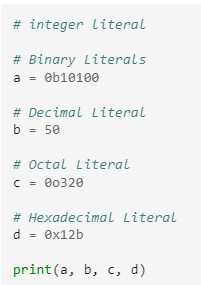 # integer literal
# Binary Literals
a = 0b10100
# Decimal Literal
b = 50
# Octal Literal
c = 0o320
# Hexadecimal Literal
d = 0x12b
print(a, b, c, d)